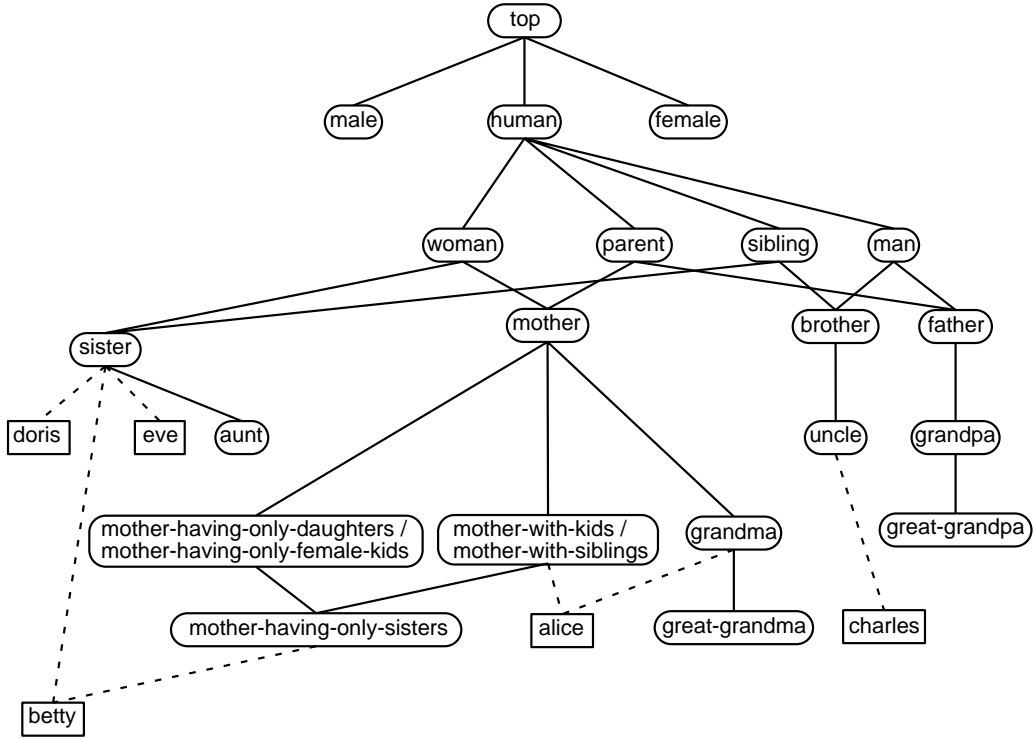 top
male
human
female
woman
parent
sibling
man
mother
brother
father
sister
doris
eve
aunt
uncle
grandpa
mother-having-only-daughters /
mother-having-only-female-kids
mother-with-kids /
mother-with-siblings
grandma
great-grandpa
mother-having-only-sisters
alice
great-grandma
charles
betty